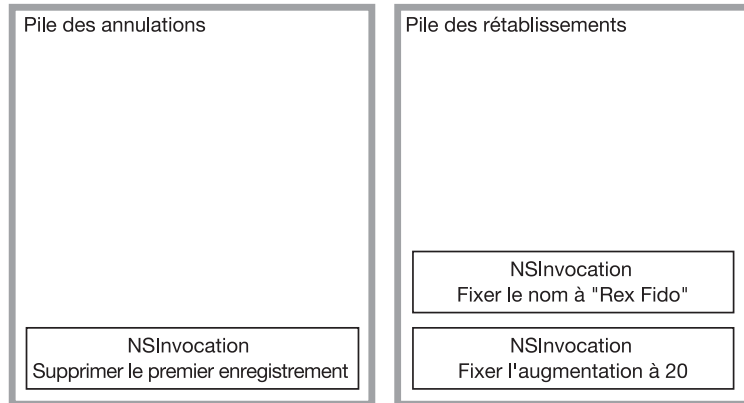 Pile des annulations
NSInvocation
Supprimer le premier enregistrement
Pile des rétablissements
NSInvocation
Fixer le nom à "Rex Fido"
NSInvocation
Fixer l'augmentation à 20